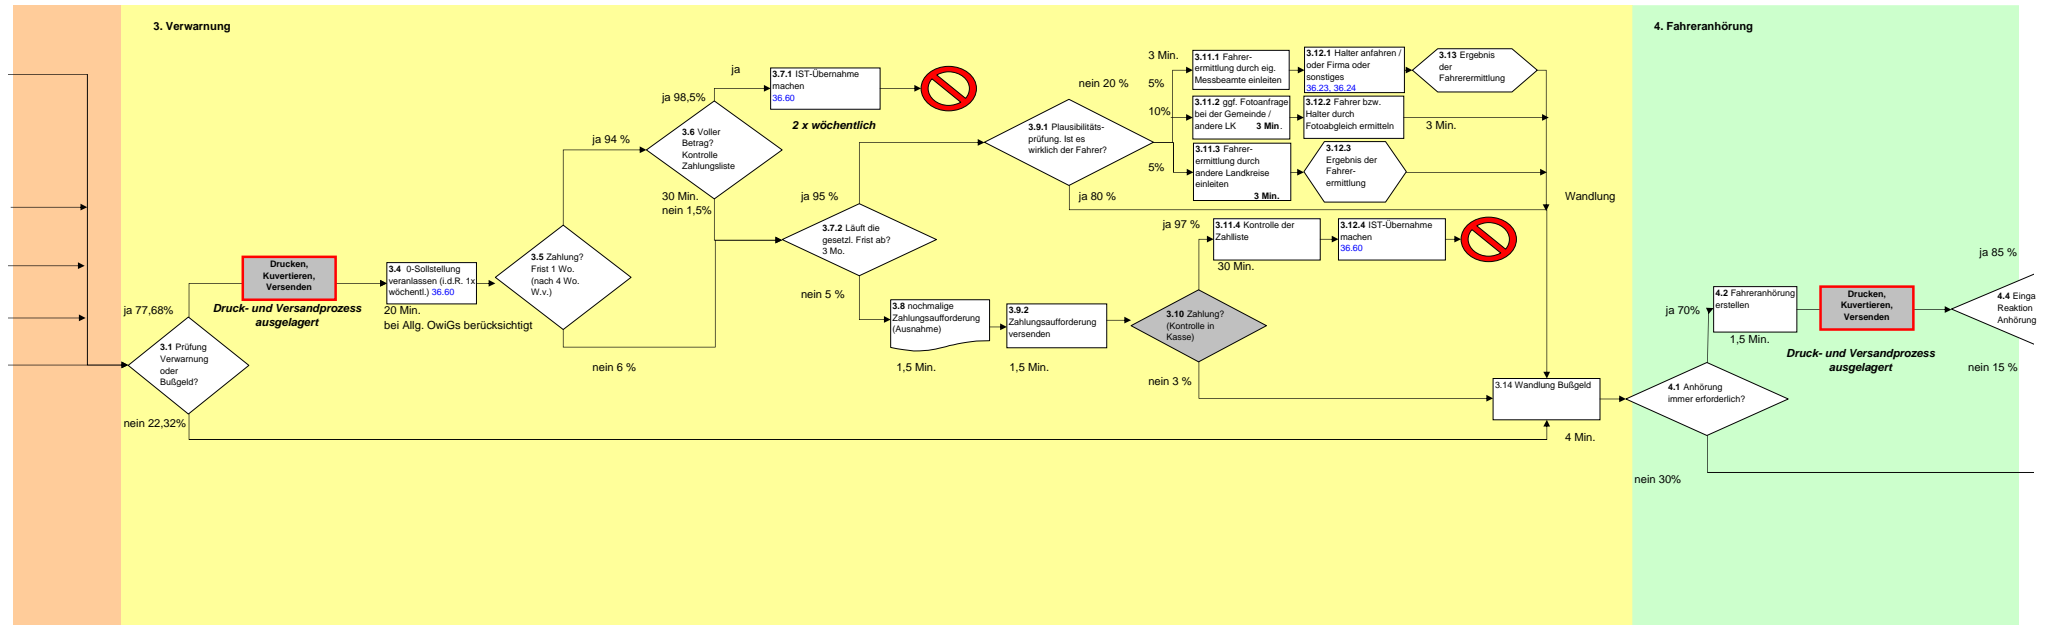 3. Verwarnung
4. Fahreranhörung
ja
3.7.1 IST-Übernahme
machen
36.60
2 x wöchentlich
ja 98,5%
3.6 Voller
Betrag?
Kontrolle
Zahlungsliste
ja 94 %
30 Min.
nein 1,5%
3.5 Zahlung?
Frist 1 Wo.
(nach 4 Wo.
W.v.)
nein 6 %
Drucken,
Kuvertieren,
Versenden
Druck- und Versandprozess
ausgelagert
3.4 0-Sollstellung
veranlassen (i.d.R. 1x
wöchentl.) 36.60
20 Min.
bei Allg. OwiGs berücksichtigt
ja 77,68%
3.1 Prüfung
Verwarnung
oder
Bußgeld?
nein 22,32%
ja 95 %
3.7.2 Läuft die
gesetzl. Frist ab?
3 Mo.
nein 5 %
3.8 nochmalige
Zahlungsaufforderung
(Ausnahme)
1,5 Min.
3.9.2
Zahlungsaufforderung
versenden
1,5 Min.
nein 20 %
3.9.1 Plausibilitäts-
prüfung. Ist es
wirklich der Fahrer?
ja 80 %
3 Min.
5%
10%
5%
3.11.1 Fahrer-
ermittlung durch eig.
Messbeamte einleiten
3.12.1 Halter anfahren /
oder Firma oder
sonstiges
36.23, 36.24
3.13 Ergebnis
der
Fahrerermittlung
3.11.2 ggf. Fotoanfrage
bei der Gemeinde /
andere LK 3 Min.
3.12.2 Fahrer bzw.
Halter durch
Fotoabgleich ermitteln
3 Min.
3.11.3 Fahrer-
ermittlung durch
andere Landkreise
einleiten
3 Min.
3.12.3
Ergebnis der
Fahrer-
ermittlung
Wandlung
ja 97 %
3.11.4 Kontrolle der
Zahlliste
30 Min.
3.12.4 IST-Übernahme
machen
36.60
3.10 Zahlung?
(Kontrolle in
Kasse)
nein 3 %
3.14 Wandlung Bußgeld
4 Min.
4.1 Anhörung
immer erforderlich?
ja 70%
nein 30%
4.2 Fahreranhörung
erstellen
1,5 Min.
Drucken,
Kuvertieren,
Versenden
Druck- und Versandprozess
ausgelagert
ja 85 %
4.4 Einga
Reaktion
Anhörung
nein 15 %